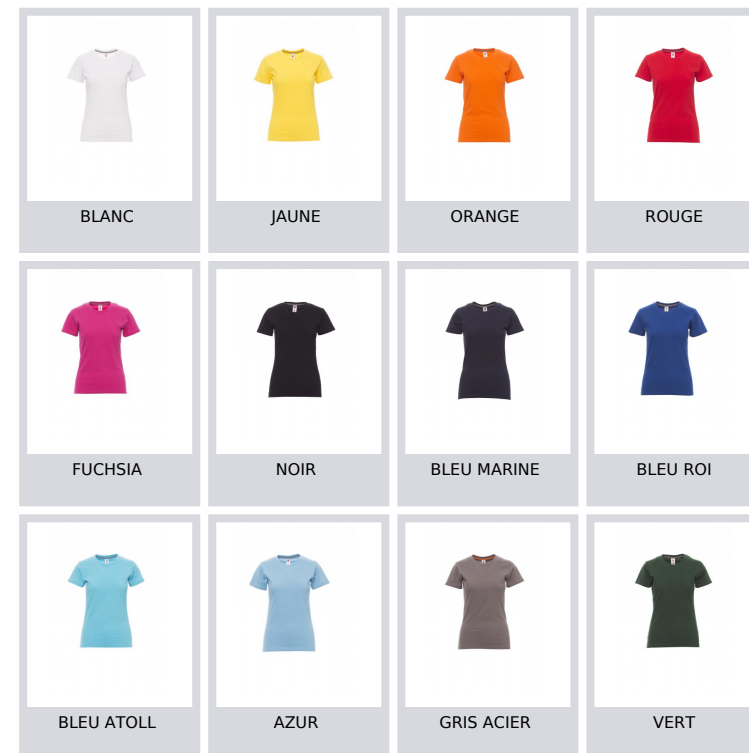 BLANC
JAUNE
ORANGE
ROUGE
FUCHSIA
NOIR
BLEU MARINE
BLEU ROI
BLEU ATOLL
AZUR
GRIS ACIER
VERT